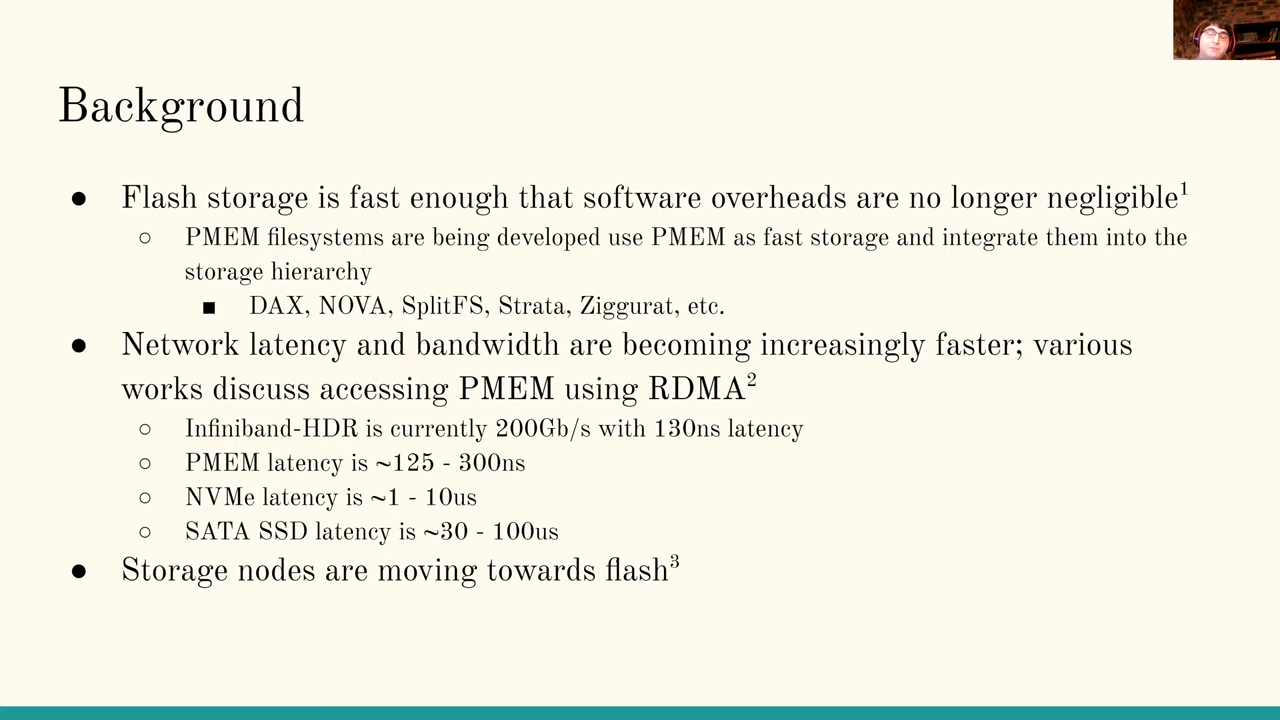 Background
● Flash storage is fast enough that software overheads are no longer negligible¹
○ PMEM filesystems are being developed use PMEM as fast storage and integrate them into the
storage hierarchy
■ DAX, NOVA, SplitFS, Strata, Ziggurat, etc.
● Network latency and bandwidth are becoming increasingly faster; various
works discuss accessing PMEM using RDMA²
○ Infiniband-HDR is currently 200Gb/s with 130ns latency
○ PMEM latency is ~125 - 300ns
○ NVMe latency is ~1 - 10us
○ SATA SSD latency is ~30 - 100us
● Storage nodes are moving towards flash³